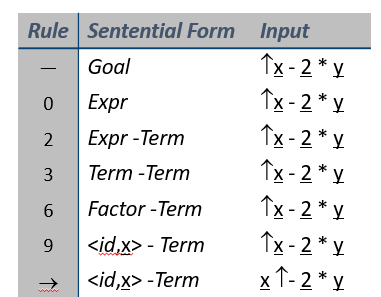 Rule Sentential Form Input
— Goal ↑x - 2 * y
0 Expr ↑x - 2 * y
2 Expr -Term ↑x - 2 * y
3 Term -Term ↑x - 2 * y
6 Factor -Term ↑x - 2 * y
9 <id,x> - Term ↑x - 2 * y
→ <id,x> -Term x ↑- 2 * y